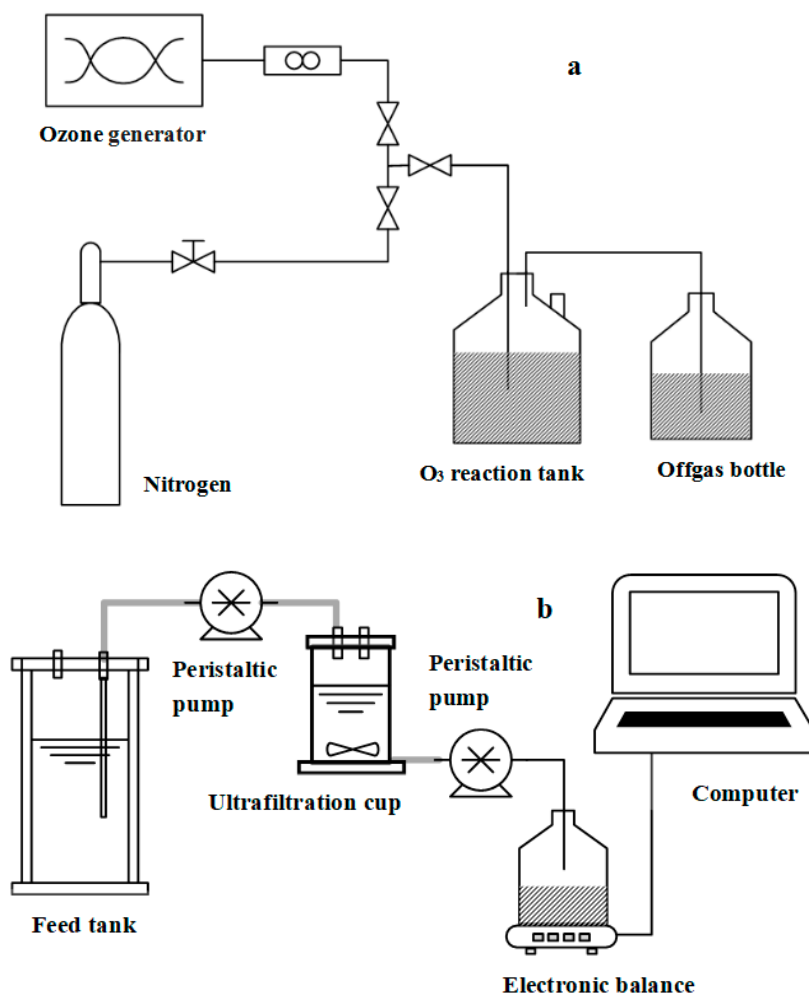 a
Ozone generator
Nitrogen
O₃ reaction tank
Offgas bottle
b
Peristaltic
pump
Peristaltic
pump
Ultrafiltration cup
Computer
Feed tank
Electronic balance